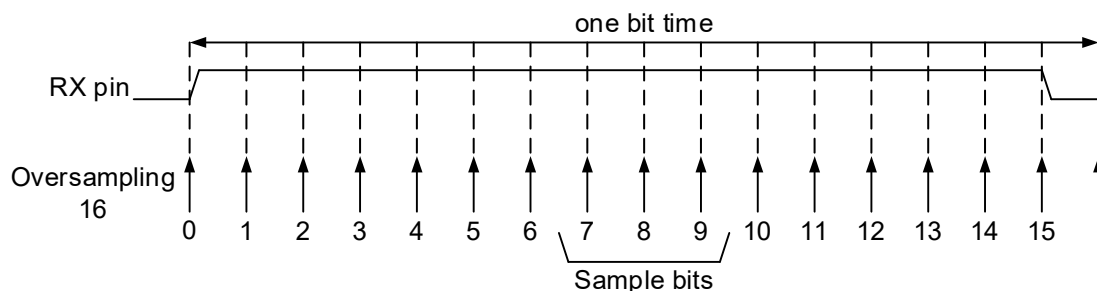 one bit time
RX pin
Oversampling
16
0 1 2 3 4 5 6 7 8 9 10 11 12 13 14 15
Sample bits